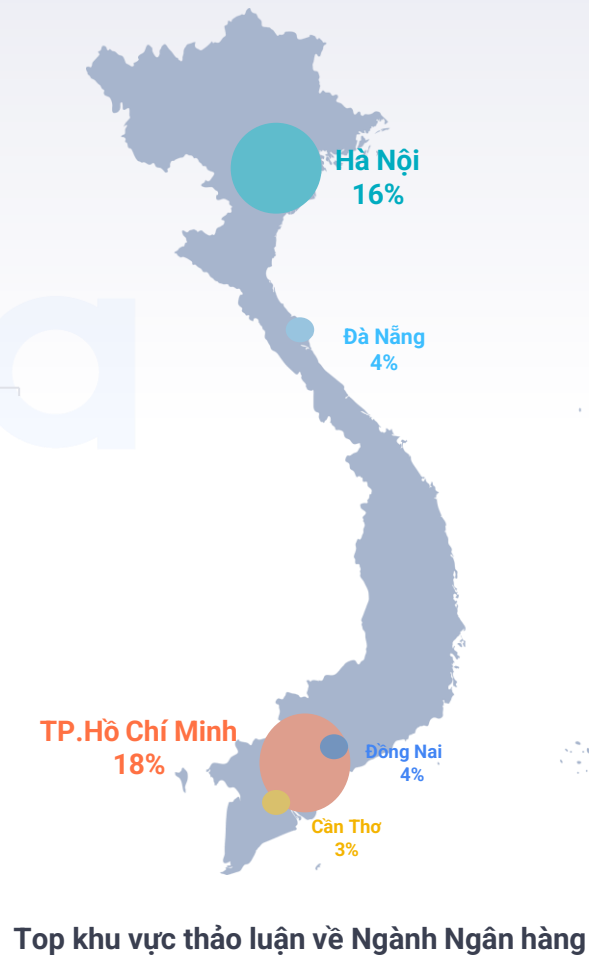 Hà Nội
16%
Đà Nẵng
4%
TP.Hồ Chí Minh
18%
Đồng Nai
4%
Cần Thơ
3%
Top khu vực thảo luận về Ngành Ngân hàng